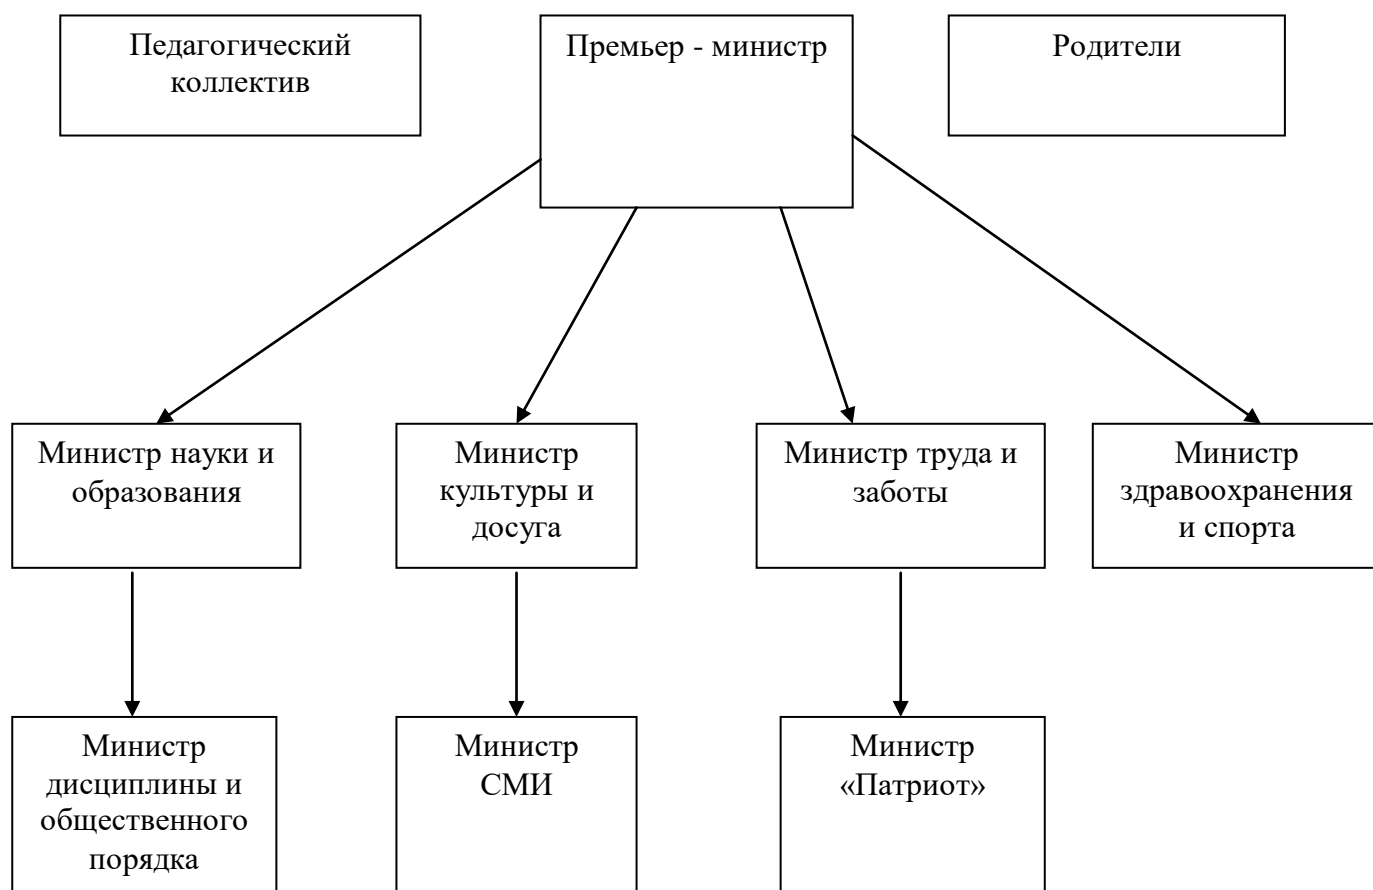 Педагогический
коллектив
Премьер - министр
Родители
Министр науки и
образования
Министр
культуры и
досуга
Министр труда и
заботы
Министр
здравоохранения
и спорта
Министр
дисциплины и
общественного
порядка
Министр
СМИ
Министр
«Патриот»